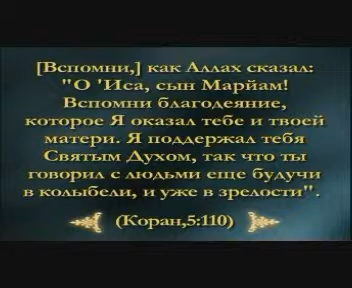 [Вспомни,] как Аллах сказал:
"О 'Иса, сын Марйам!
Вспомни благодеяние,
которое Я оказал тебе и твоей
матери. Я поддержал тебя
Святым Духом, так что ты
говорил с людьми еще будучи
в колыбели, и уже в зрелости".
(Коран,5:110)